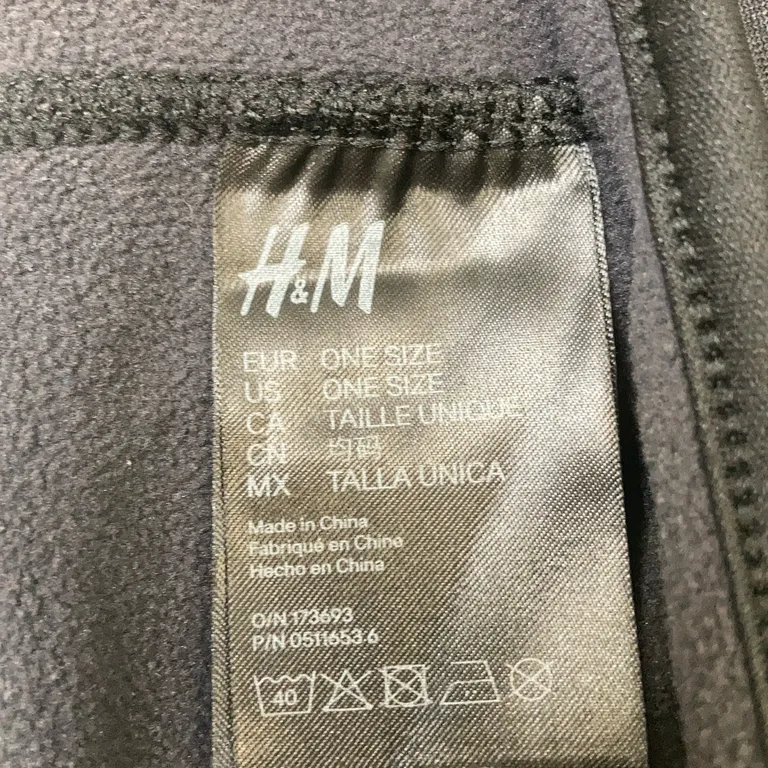 H&M
EUR ONE SIZE
US ONE SIZE
CA TAILLE UNIQUE
CN 均码
MX TALLA UNICA
Made in China
Fabriqué en China
Hecho en China
O/N 173693
P/N 0511653 6
40